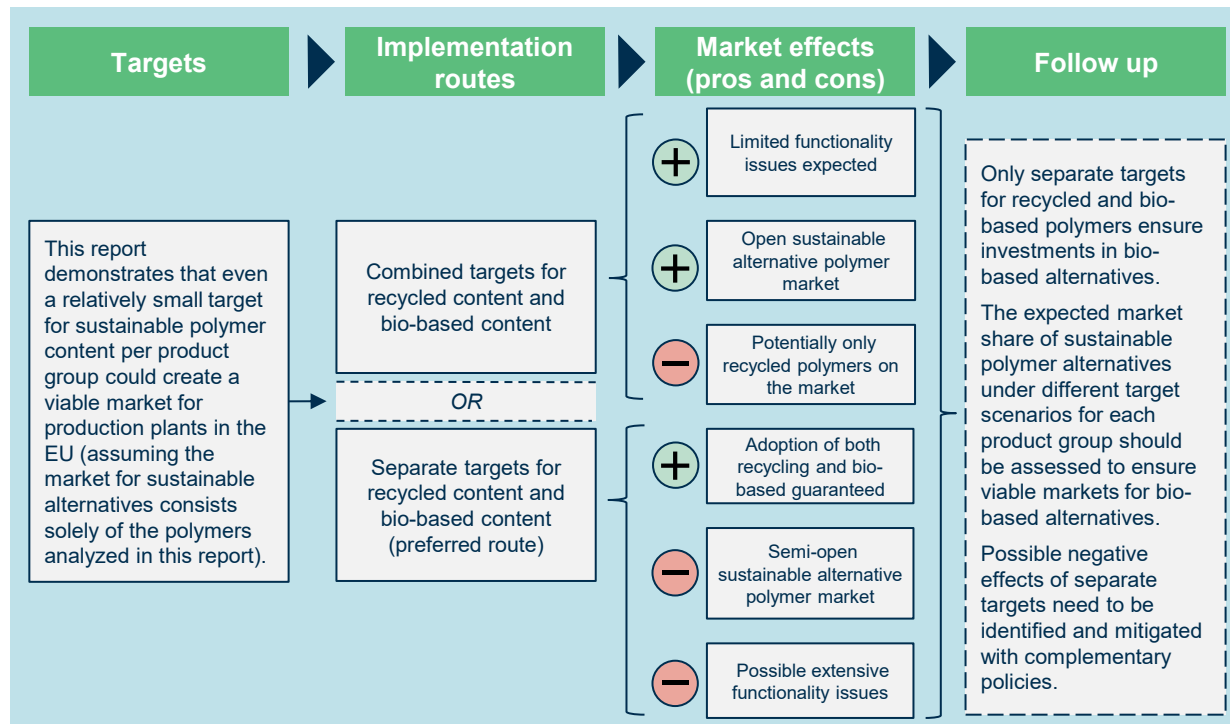 Targets
Implementation
routes
Market effects
(pros and cons)
Follow up
This report
demonstrates that even
a relatively small target
for sustainable polymer
content per product
group could create a
viable market for
production plants in the
EU (assuming the
market for sustainable
alternatives consists
solely of the polymers
analyzed in this report).
Combined targets for
recycled content and
bio-based content
OR
Separate targets for
recycled content and
bio-based content
(preferred route)
+
Limited functionality
issues expected
+
Open sustainable
alternative polymer
market
−
Potentially only
recycled polymers on
the market
+
Adoption of both
recycling and bio-
based guaranteed
−
Semi-open
sustainable alternative
polymer market
−
Possible extensive
functionality issues
Only separate targets
for recycled and bio-
based polymers ensure
investments in bio-
based alternatives.
The expected market
share of sustainable
polymer alternatives
under different target
scenarios for each
product group should
be assessed to ensure
viable markets for bio-
based alternatives.
Possible negative
effects of separate
targets need to be
identified and mitigated
with complementary
policies.